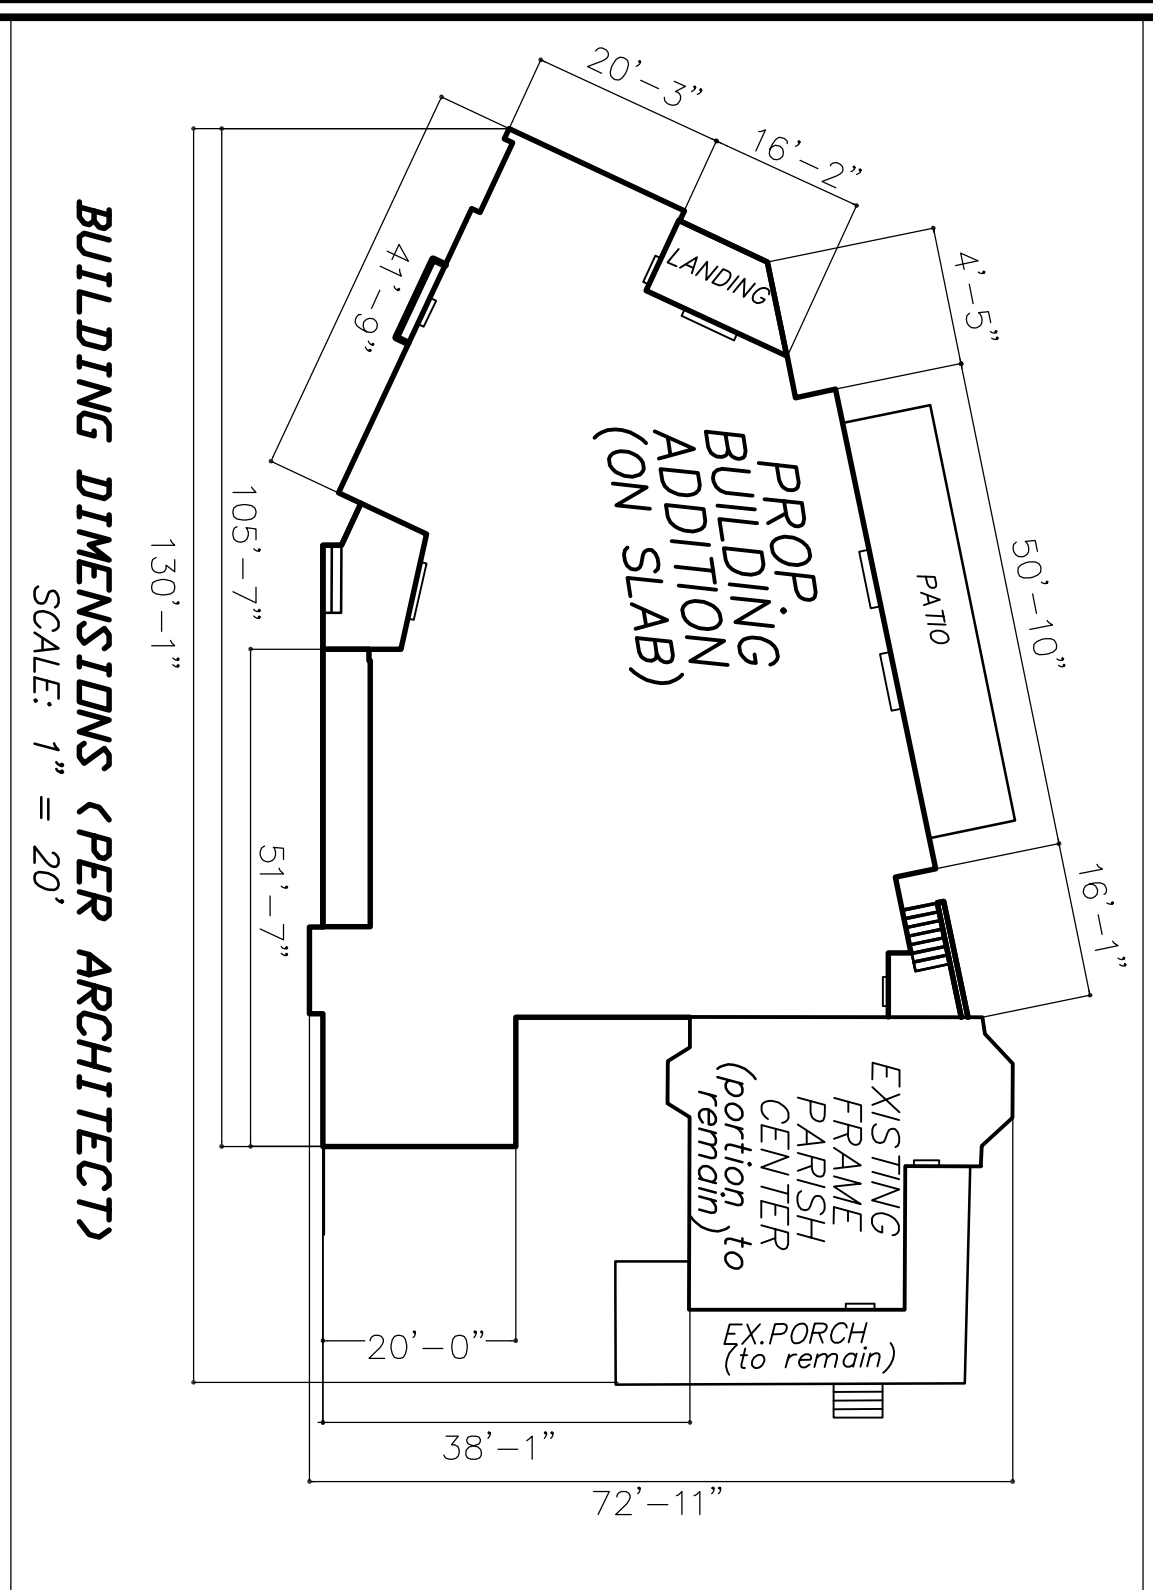 20'-3"
16'-2"
4'-5"
50'-10"
16'-1"
41'-9"
LANDING
PATIO
PROP.
BUILDING
ADDITION
(ON SLAB)
105'-7"
130'-1"
51'-7"
EXISTING
FRAME
PARISH
CENTER
(portion to
remain)
EX.PORCH
(to remain)
20'-0"
38'-1"
72'-11"
BUILDING DIMENSIONS (PER ARCHITECT)
SCALE: 1" = 20'